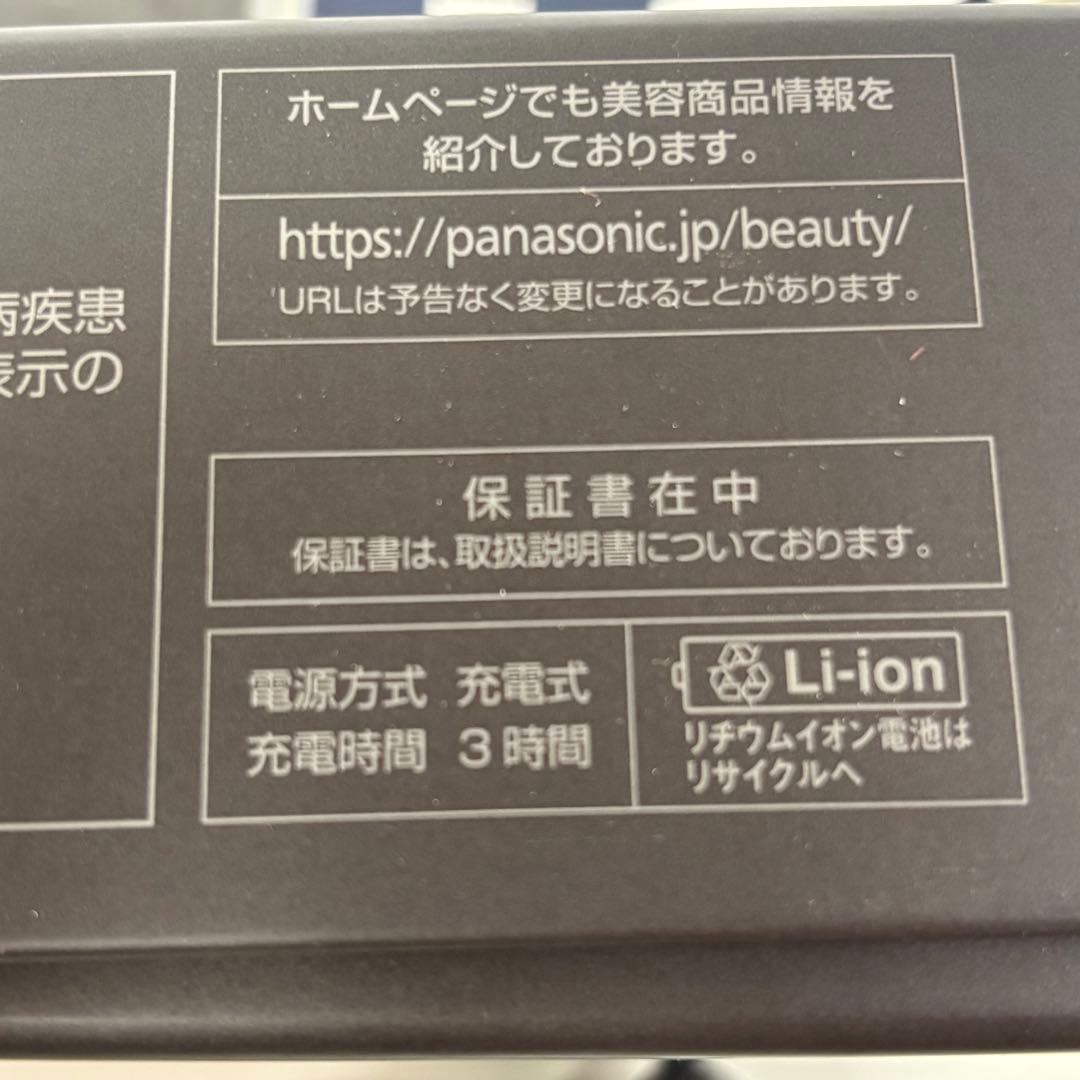 疾患
表示の
ホームページでも美容商品情報を
紹介しております。
https://panasonic.jp/beauty/
URLは予告なく変更になることがあります。
保証書在中
保証書は、取扱説明書についております。
電源方式 充電式
充電時間 3時間
Li-ion
リチウムイオン電池は
リサイクルへ